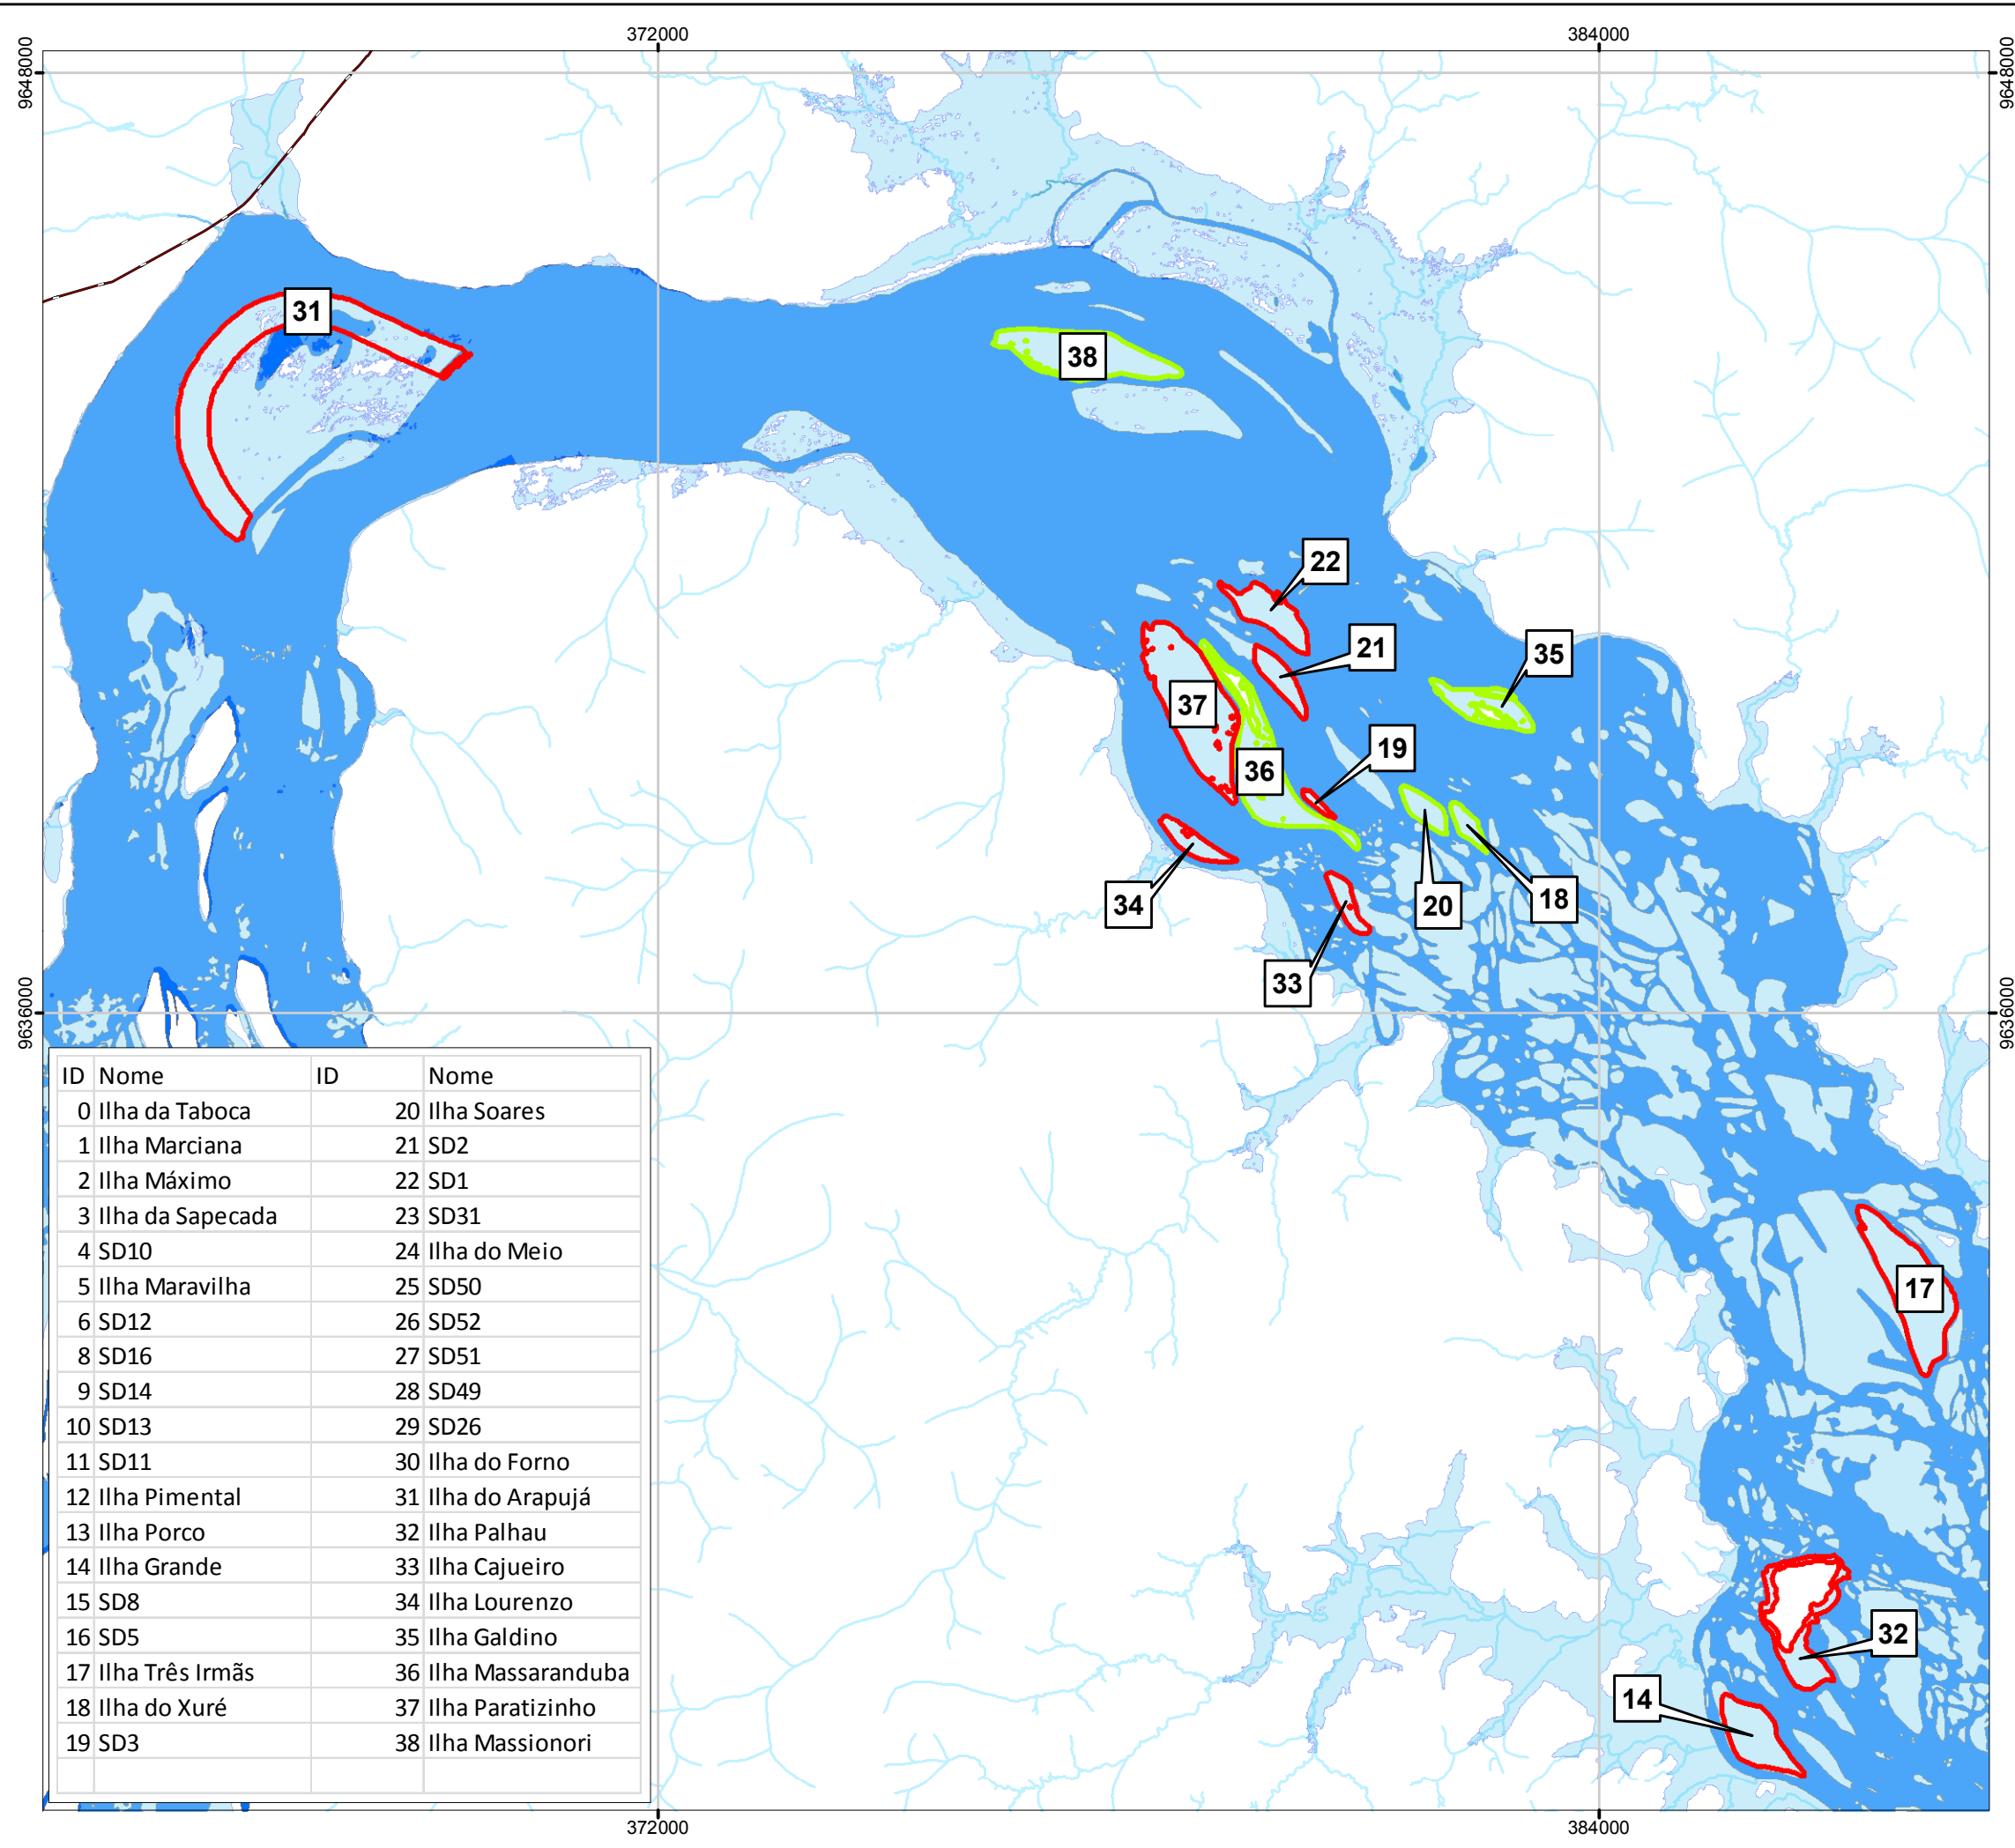 372000 384000
9648000 9648000
31
38
22
21
35
37
19
36
34
20
18
33
9636000 9636000
17
32
14
ID Nome ID Nome
0 Ilha da Taboca 20 Ilha Soares
1 Ilha Marciana 21 SD2
2 Ilha Máximo 22 SD1
3 Ilha da Sapecada 23 SD31
4 SD10 24 Ilha do Meio
5 Ilha Maravilha 25 SD50
6 SD12 26 SD52
8 SD16 27 SD51
9 SD14 28 SD49
10 SD13 29 SD26
11 SD11 30 Ilha do Forno
12 Ilha Pimental 31 Ilha do Arapujá
13 Ilha Porco 32 Ilha Palhau
14 Ilha Grande 33 Ilha Cajueiro
15 SD8 34 Ilha Lourenzo
16 SD5 35 Ilha Galdino
17 Ilha Três Irmãs 36 Ilha Massaranduba
18 Ilha do Xuré 37 Ilha Paratizinho
19 SD3 38 Ilha Massionori
372000 384000